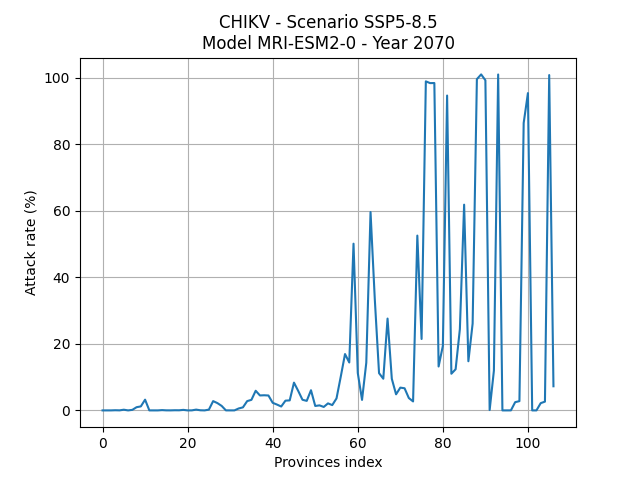 CHIKV - Scenario SSP5-8.5
Model MRI-ESM2-0 - Year 2070
100
80
60
40
20
0
Attack rate (%)
0 20 40 60 80 100
Provinces index